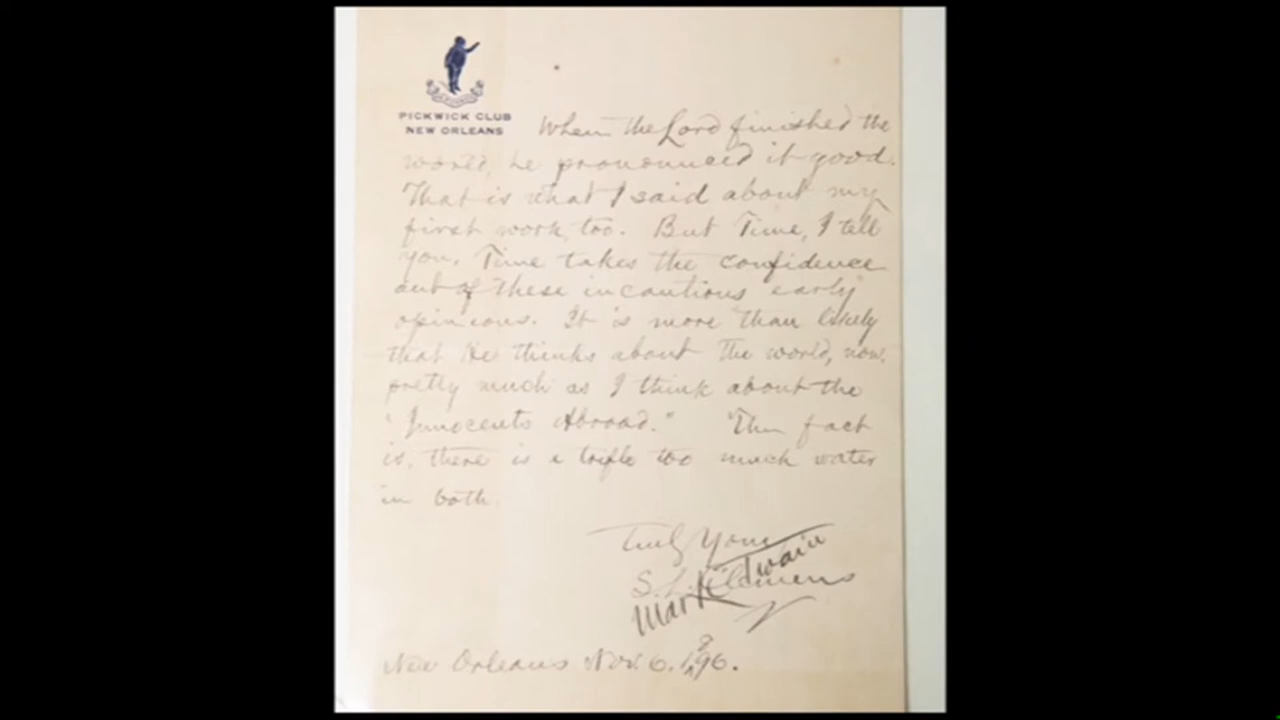 PICKWICK CLUB
NEW ORLEANS
When the Lord finished the
world, he pronounced it good.
That is what I said about my
first work, too. But Time, I tell
you, Time takes the confidence
out of these incautious early
opinions. It is more than likely
that He thinks about the world, now,
pretty much as I think about the
"Innocents Abroad." The fact
is, there is a trifle too much water
in both.
Truly Yours
S. L. Clemens
Mark Twain
New Orleans Nov 6. 1896.